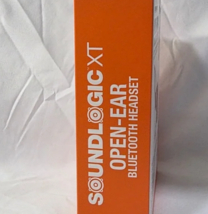 SOUNDLOGIC XT
OPEN-EAR
BLUETOOTH HEADSET